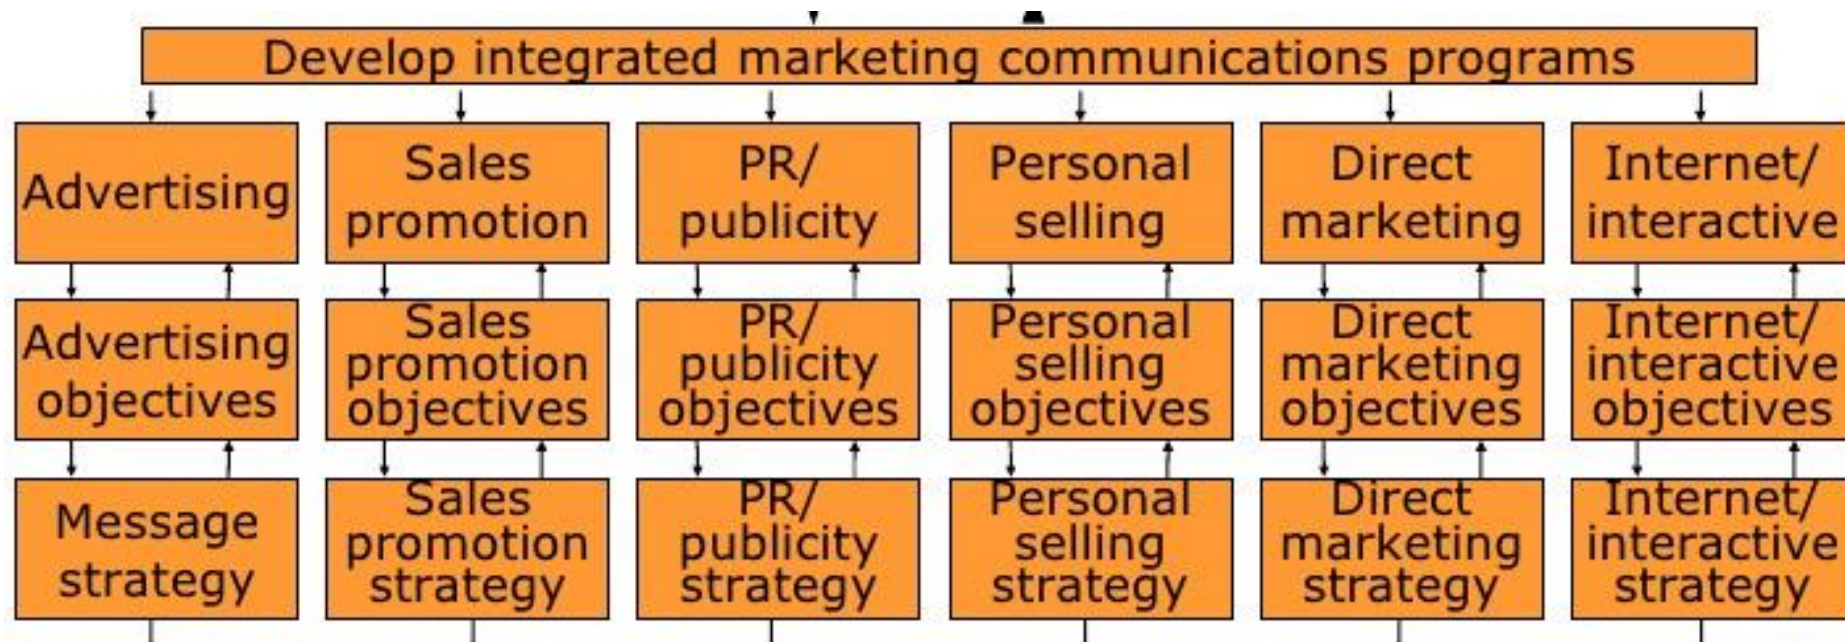 Develop integrated marketing communications programs
Advertising
Sales
promotion
PR/
publicity
Personal
selling
Direct
marketing
Internet/
interactive
Advertising
objectives
Sales
promotion
objectives
PR/
publicity
objectives
Personal
selling
objectives
Direct
marketing
objectives
Internet/
interactive
objectives
Message
strategy
Sales
promotion
strategy
PR/
publicity
strategy
Personal
selling
strategy
Direct
marketing
strategy
Internet/
interactive
strategy